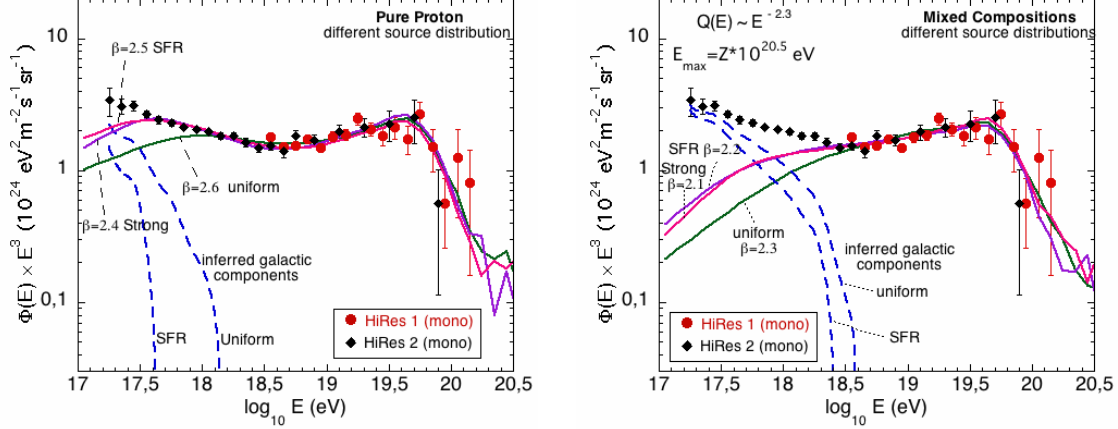 Pure Proton
different source distribution
Φ(E) × E³ (10²⁴ eV²m⁻²s⁻¹sr⁻¹)
10
1
0,1
β=2.5 SFR
β=2.6 uniform
β=2.4 Strong
inferred galactic
components
SFR
Uniform
HiRes 1 (mono)
HiRes 2 (mono)
17 17,5 18 18,5 19 19,5 20 20,5
log₁₀ E (eV)
Q(E) ~ E⁻²·³
Mixed Compositions
different source distributions
E_max=Z*10²⁰·⁵ eV
Φ(E) × E³ (10²⁴ eV²m⁻²s⁻¹sr⁻¹)
10
1
0,1
SFR β=2.2
Strong
β=2.1
uniform
β=2.3
inferred galactic
components
uniform
SFR
HiRes 1 (mono)
HiRes 2 (mono)
17 17,5 18 18,5 19 19,5 20 20,5
log₁₀ E (eV)